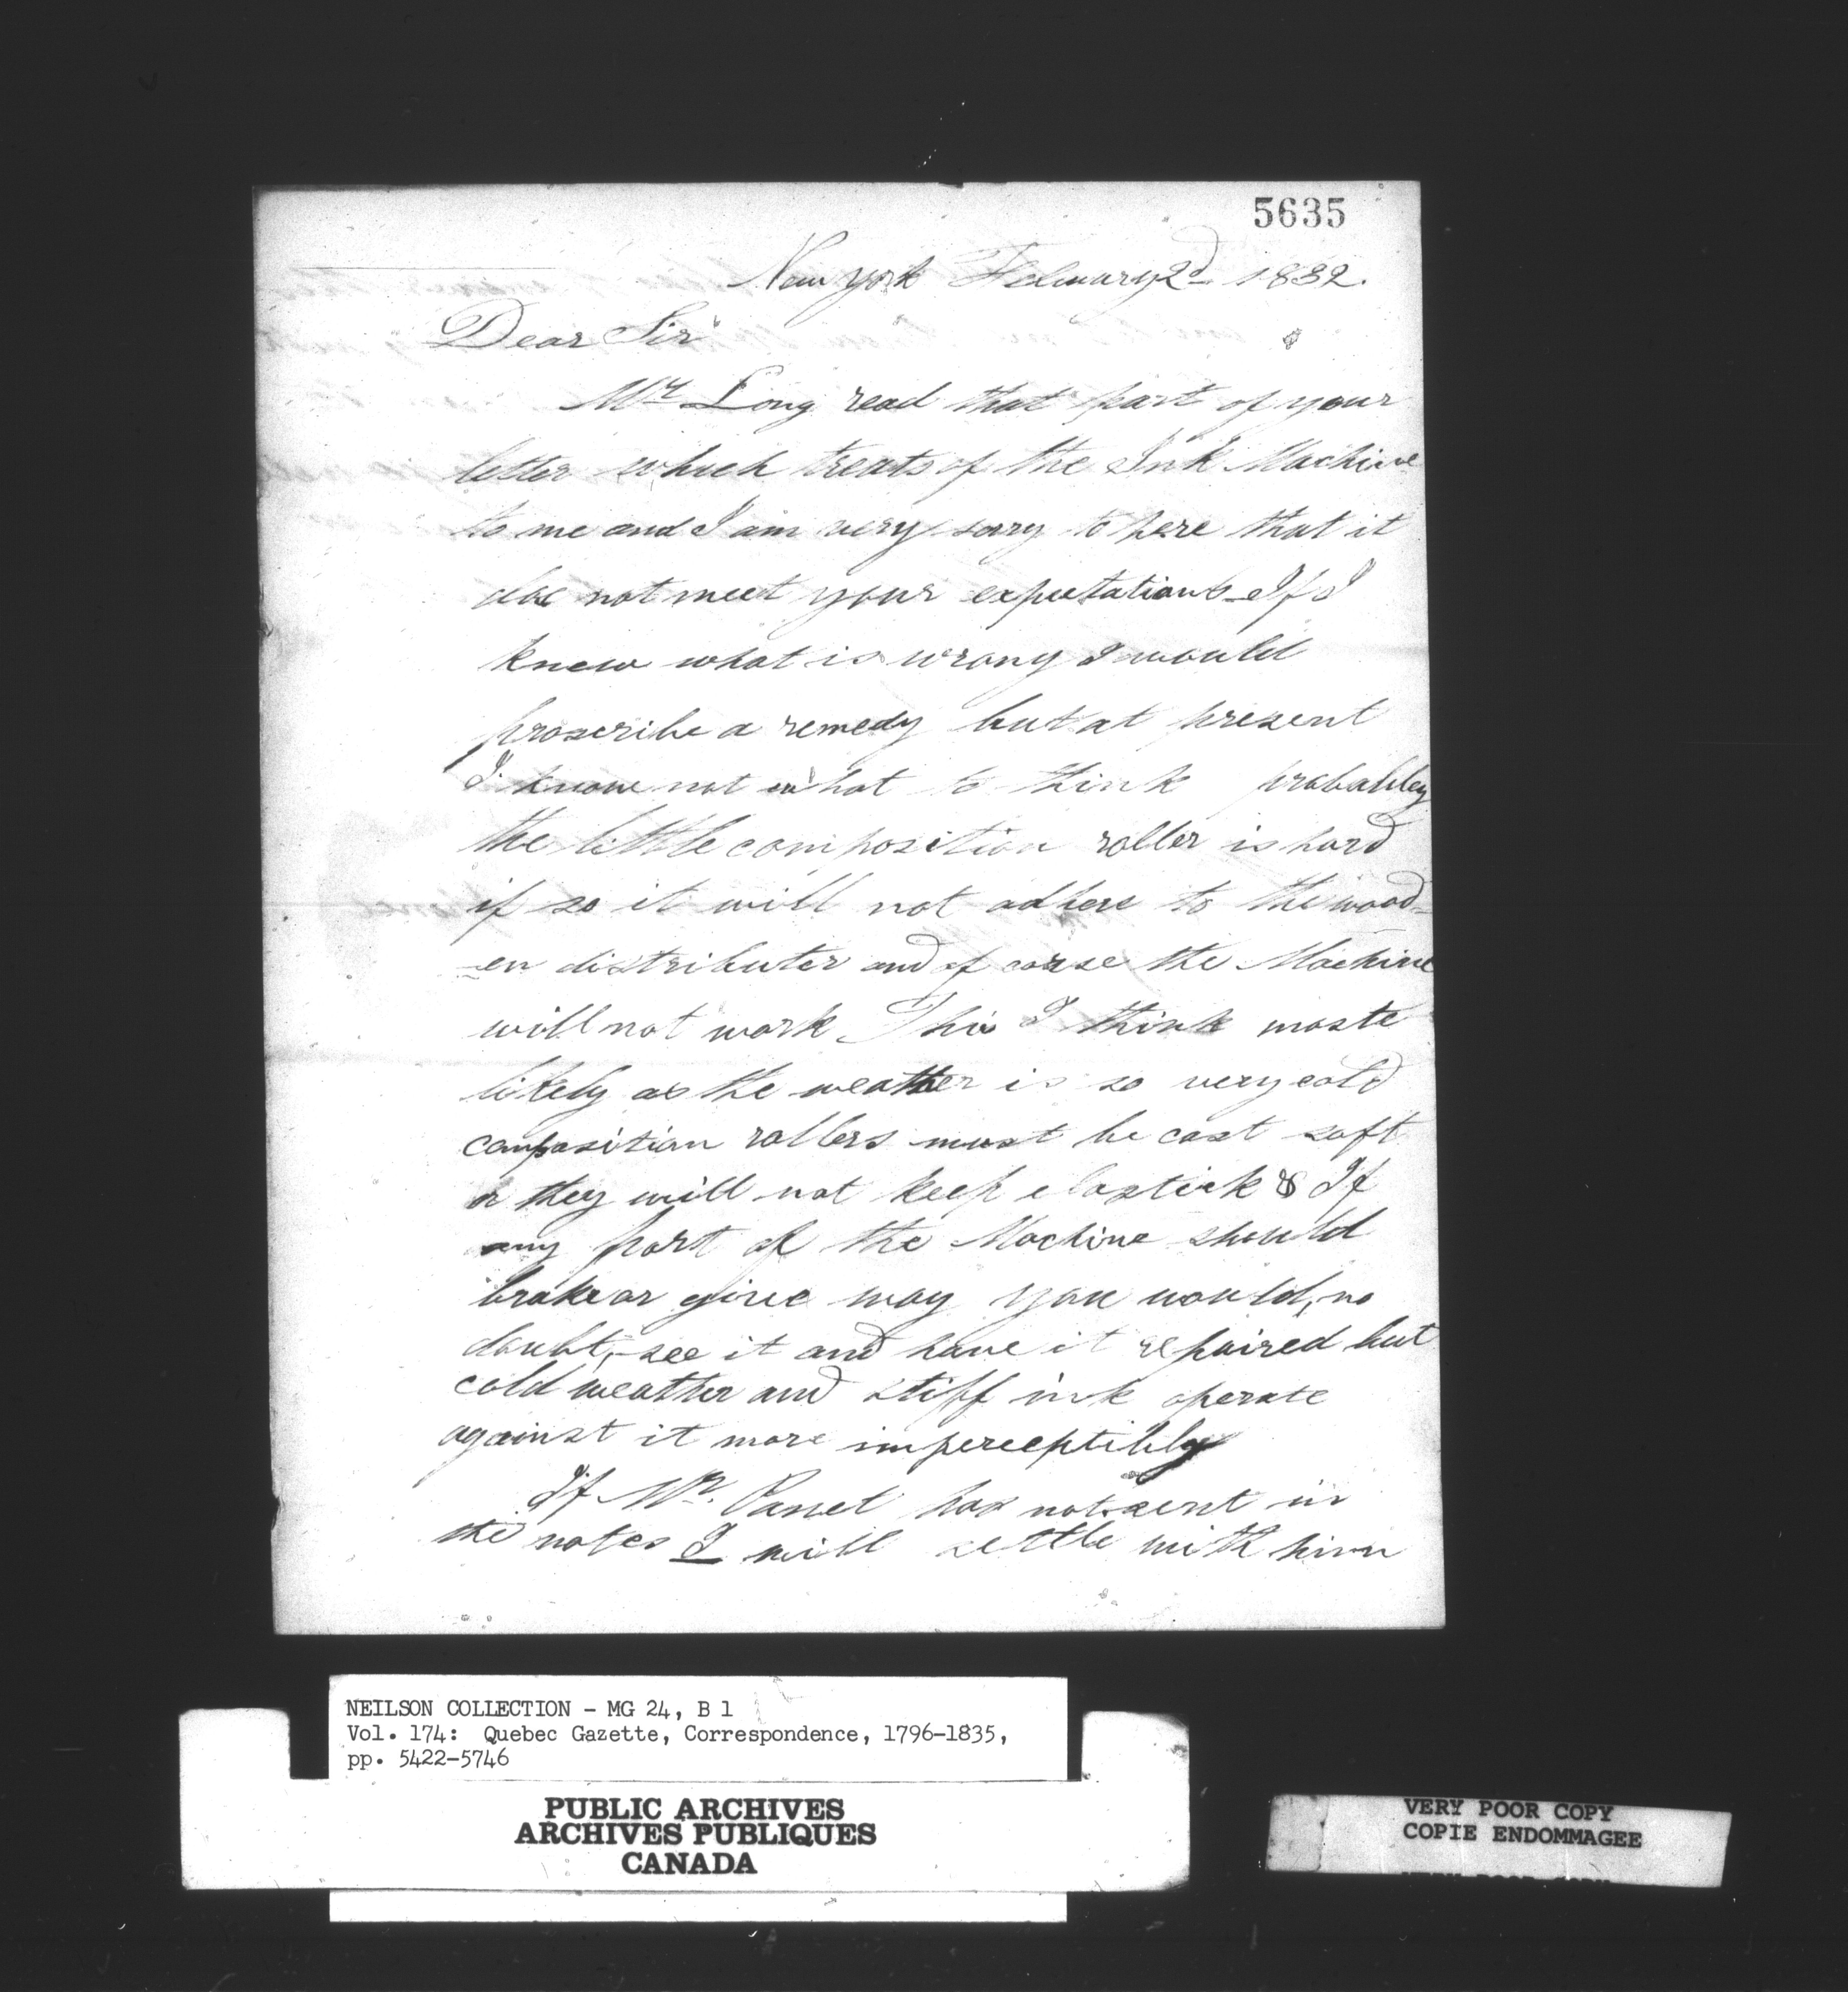 5635
New York February 2d 1832.
Dear Sir
Mr Long read that part of your
letter which treats of the Ink Machine
to me and I am very sorry to here that it
doe not meet your expectations If I
knew what is wrong I would
proscribe a remedy but at present
I know not what to think probabley
the little composition roller is hard
if so it will not adhere to the wood-
-en distributer and of corse the Machine
will not work This I think moste
likely as the weather is so very cold
composition rollers must be cast soft
or they will not keep elastick & If
any part of the Machine should
brake or give way you would, no
doubt, see it and have it repaired but
cold weather and stiff ink operate
against it more imperceptibly
If Mr. Panet has not sent in
the notes I will settle with him
NEILSON COLLECTION - MG 24, B 1
Vol. 174: Quebec Gazette, Correspondence, 1796-1835,
pp. 5422-5746
PUBLIC ARCHIVES
ARCHIVES PUBLIQUES
CANADA
VERY POOR COPY
COPIE ENDOMMAGEE